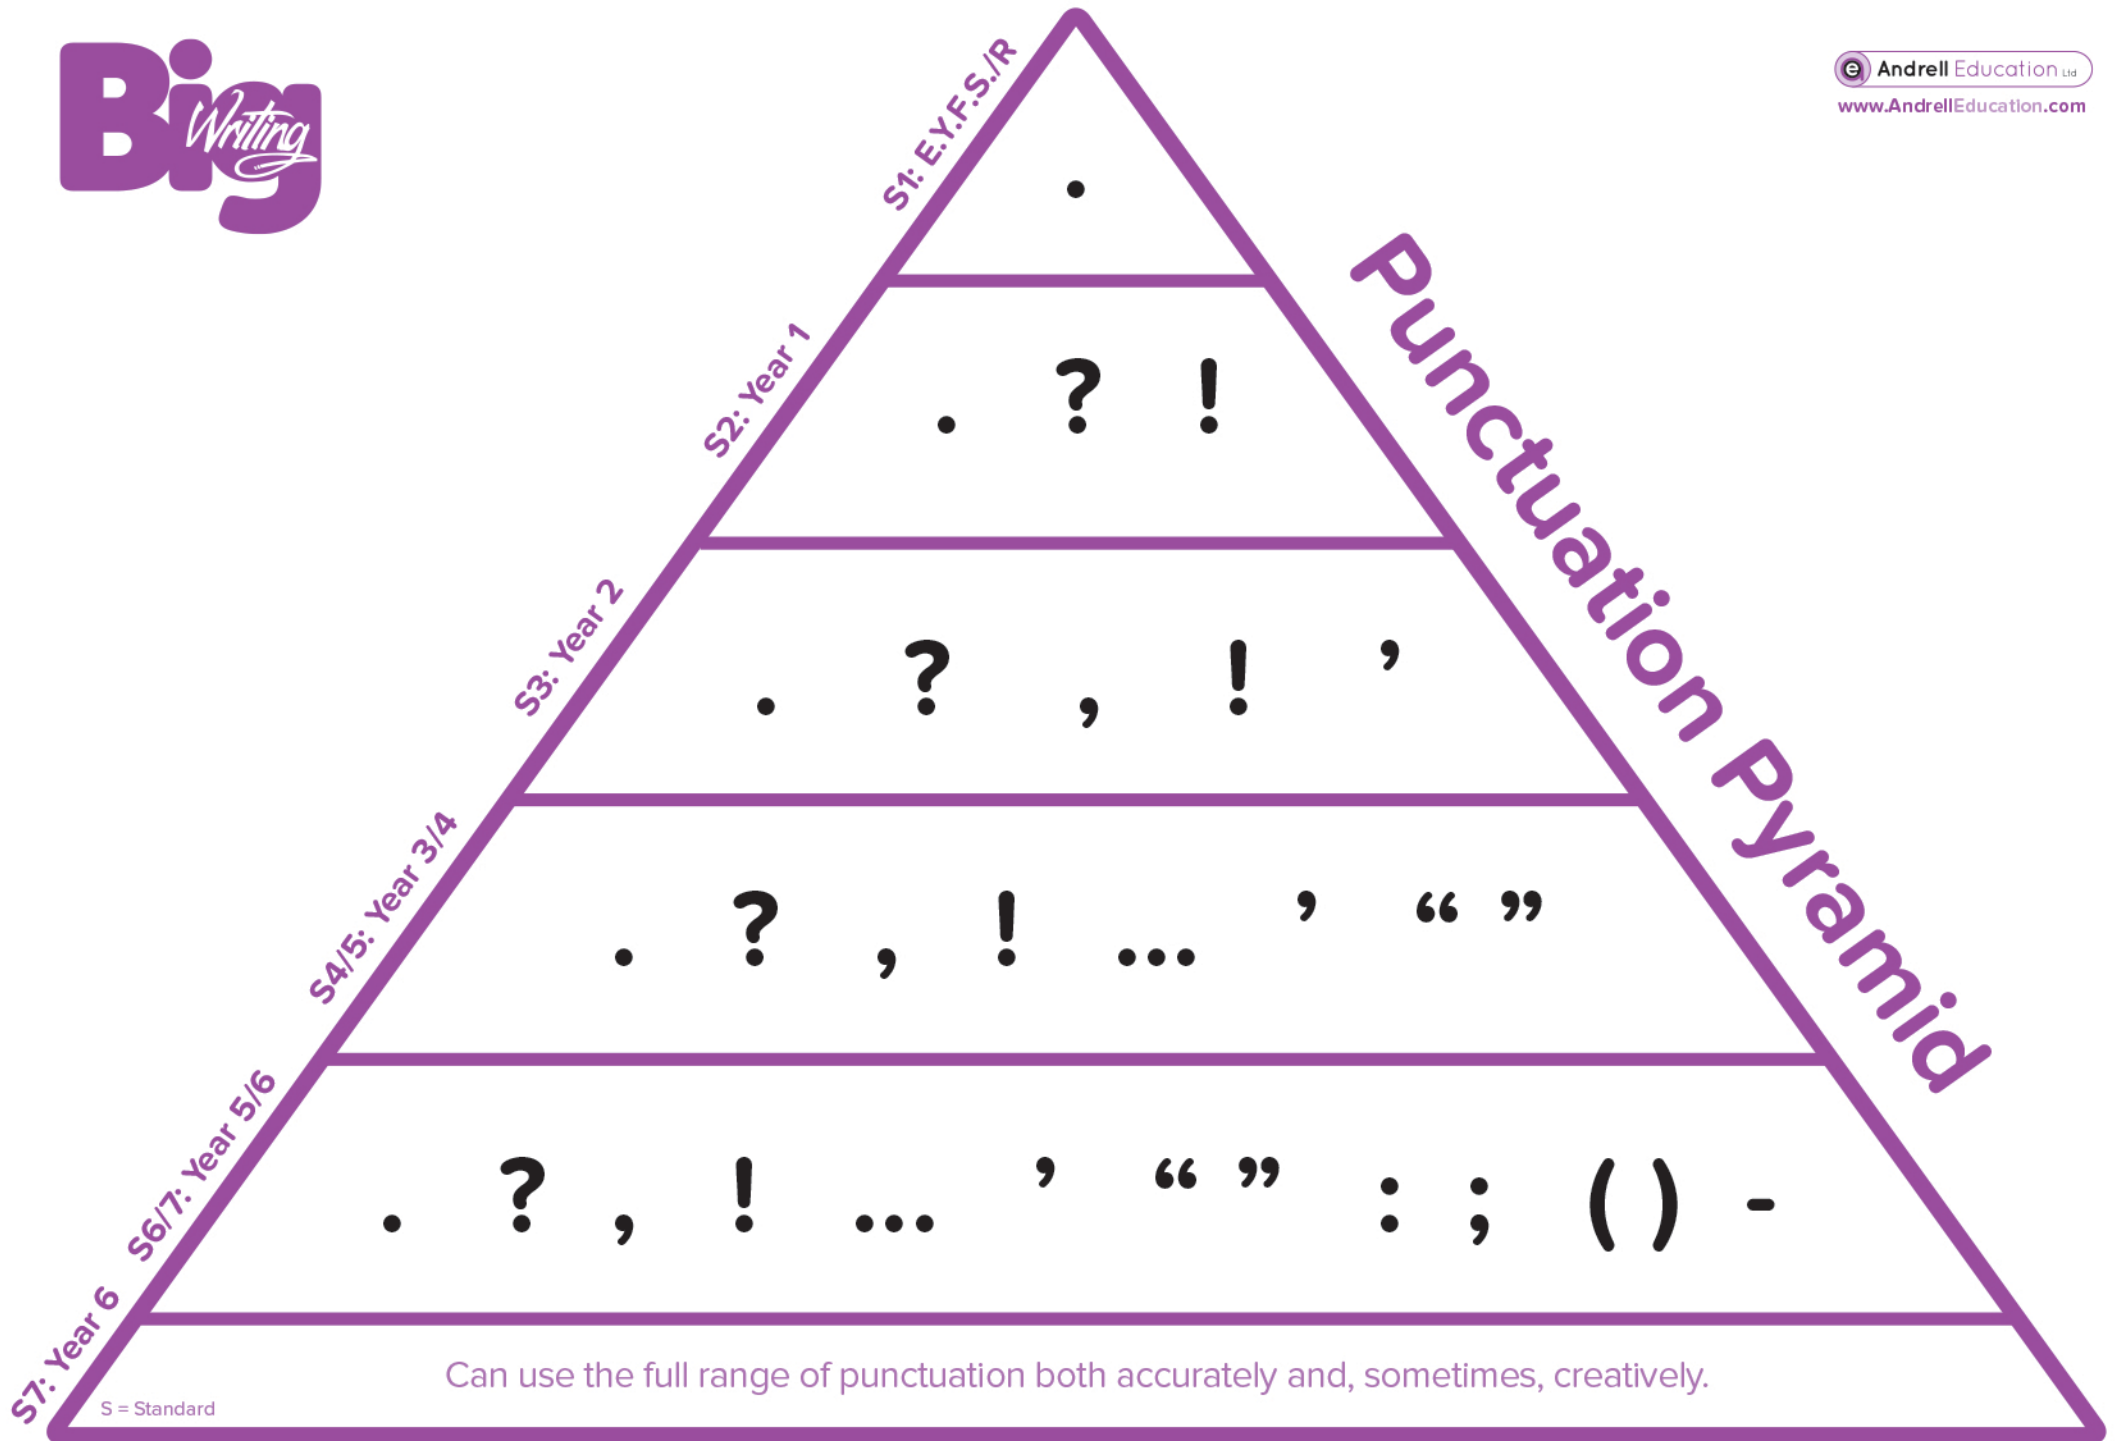 Big
Writing
e Andrell Education Ltd
www.AndrellEducation.com
Punctuation Pyramid
S1: E.Y.F.S./R
.
S2: Year 1
. ? !
S3: Year 2
. ? , ! ’
S4/5: Year 3/4
. ? , ! ... ’ “ ”
S6/7: Year 5/6
. ? , ! ... ’ “ ” : ; ( ) -
S7: Year 6
Can use the full range of punctuation both accurately and, sometimes, creatively.
S = Standard